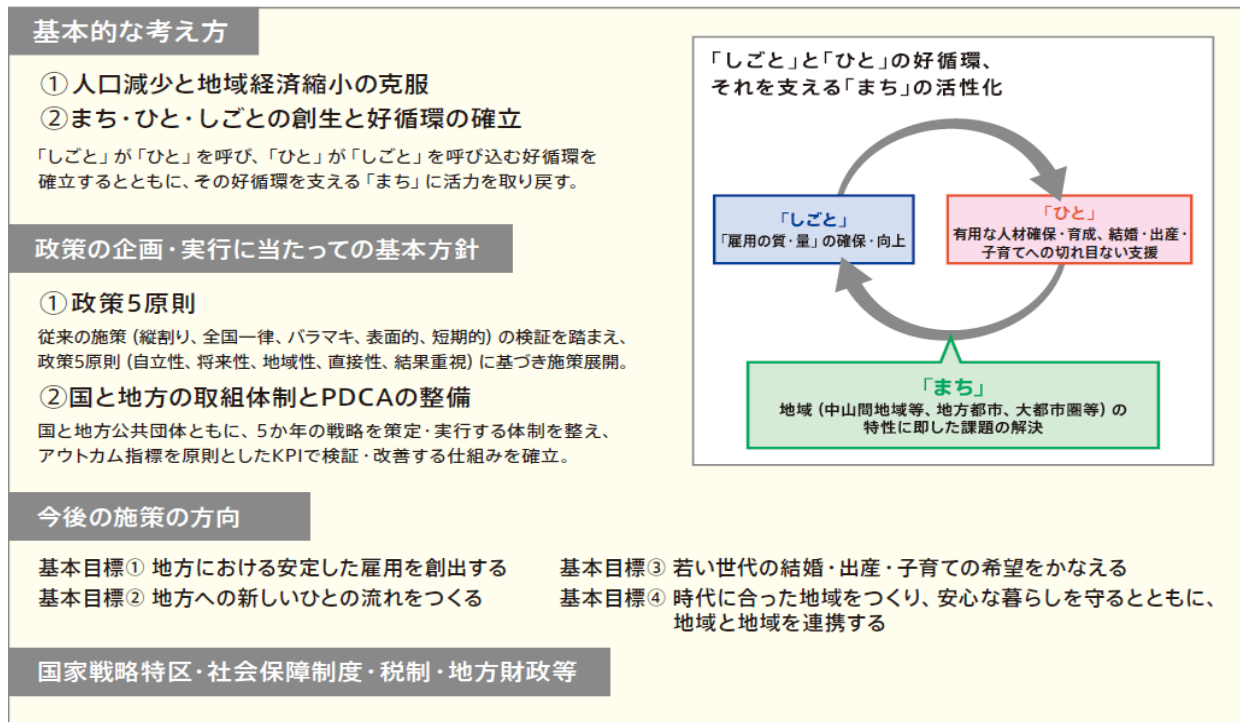 基本的な考え方
①人口減少と地域経済縮小の克服
②まち・ひと・しごとの創生と好循環の確立
「しごと」が「ひと」を呼び、「ひと」が「しごと」を呼び込む好循環を
確立するとともに、その好循環を支える「まち」に活力を取り戻す。
政策の企画・実行に当たっての基本方針
①政策5原則
従来の施策(縦割り、全国一律、バラマキ、表面的、短期的)の検証を踏まえ、
政策5原則(自立性、将来性、地域性、直接性、結果重視)に基づき施策展開。
②国と地方の取組体制とPDCAの整備
国と地方公共団体ともに、5か年の戦略を策定・実行する体制を整え、
アウトカム指標を原則としたKPIで検証・改善する仕組みを確立。
「しごと」と「ひと」の好循環、
それを支える「まち」の活性化
「しごと」
「雇用の質・量」の確保・向上
「ひと」
有用な人材確保・育成、結婚・出産・
子育てへの切れ目ない支援
「まち」
地域(中山間地域等、地方都市、大都市圏等)の
特性に即した課題の解決
今後の施策の方向
基本目標① 地方における安定した雇用を創出する
基本目標② 地方への新しいひとの流れをつくる
基本目標③ 若い世代の結婚・出産・子育ての希望をかなえる
基本目標④ 時代に合った地域をつくり、安心な暮らしを守るとともに、
地域と地域を連携する
国家戦略特区・社会保障制度・税制・地方財政等